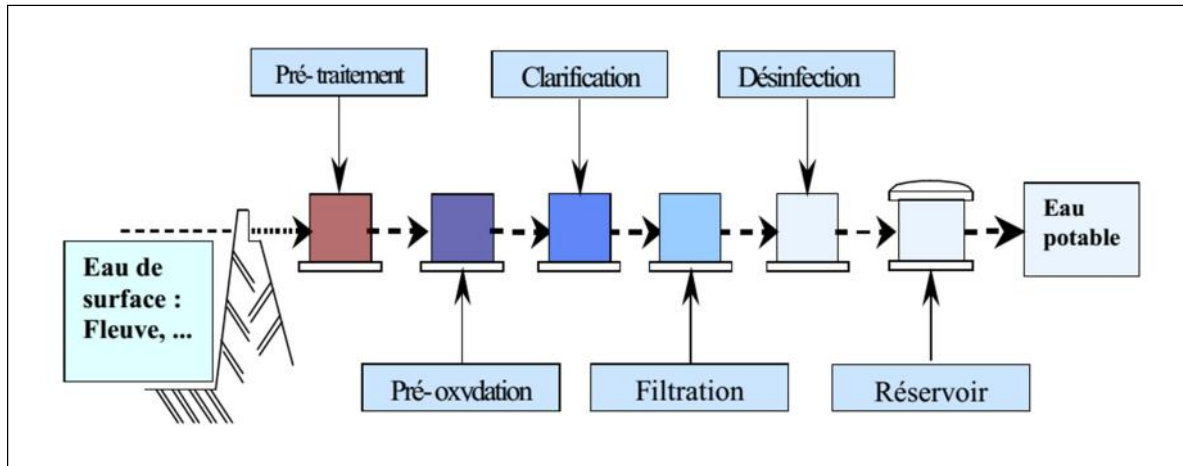 Pré-traitement
Clarification
Désinfection
Eau de
surface :
Fleuve, ...
Eau
potable
Pré-oxydation
Filtration
Réservoir